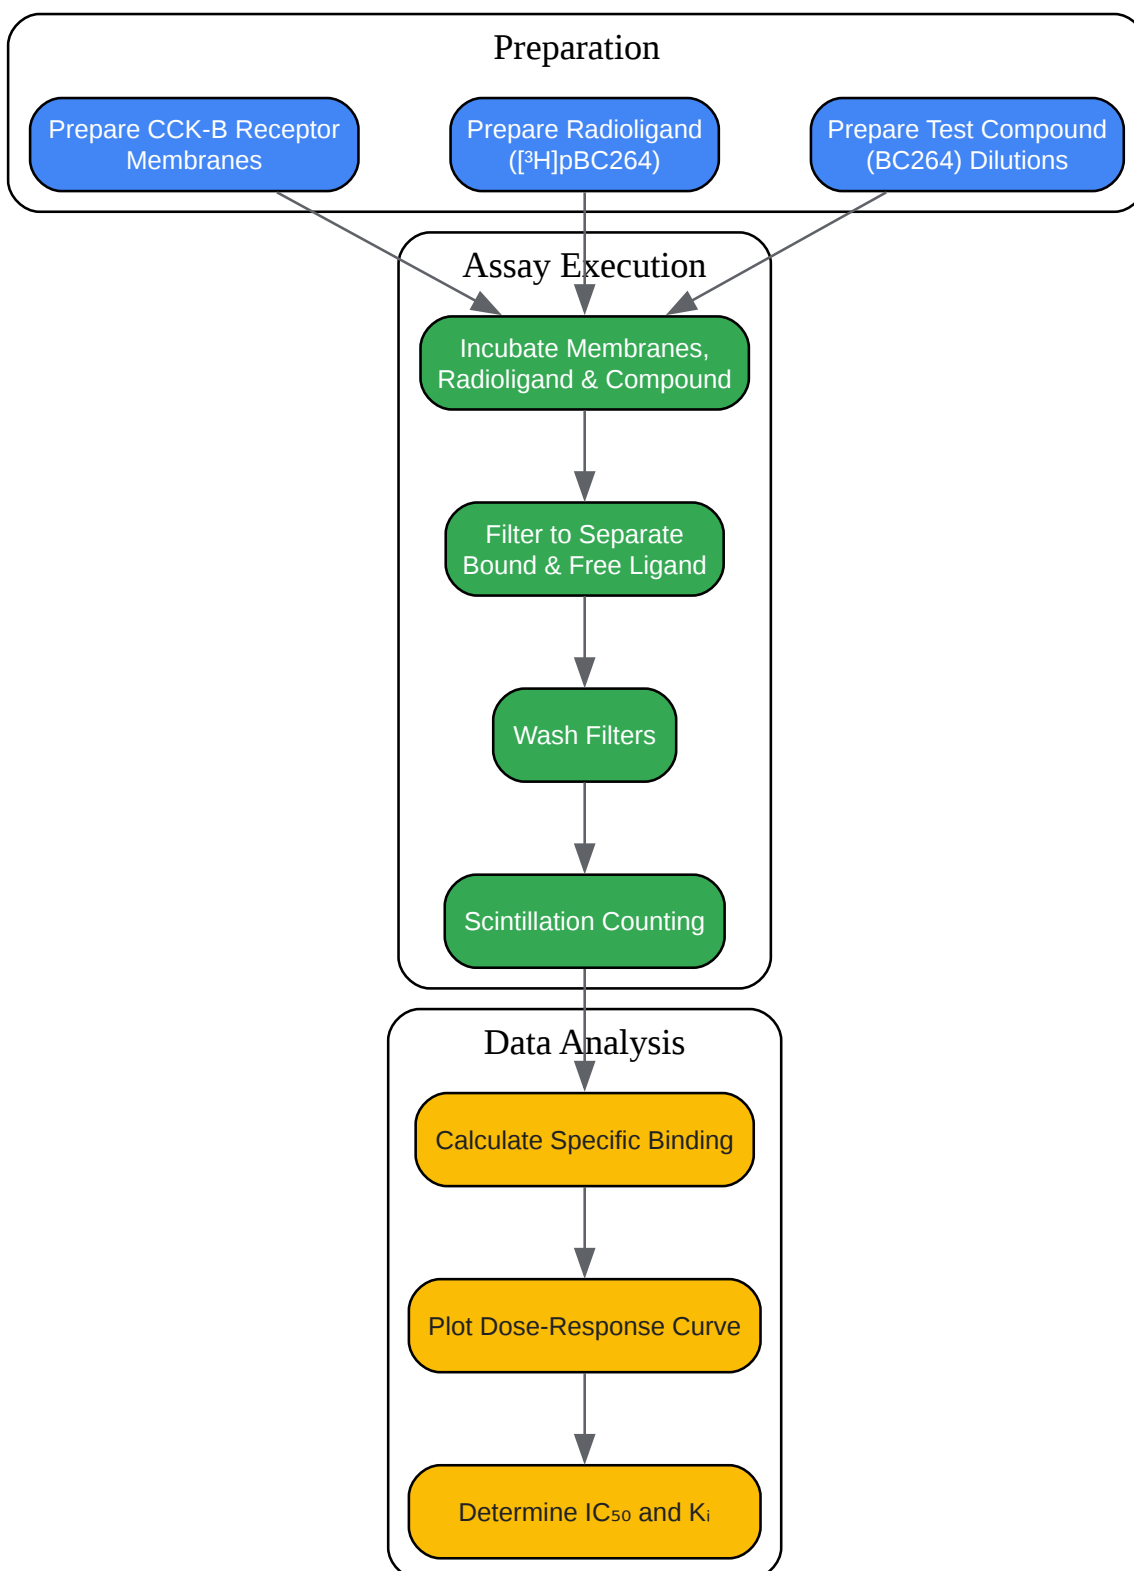 Preparation
Prepare CCK-B Receptor
Membranes
Prepare Radioligand
([³H]pBC264)
Prepare Test Compound
(BC264) Dilutions
Assay Execution
Incubate Membranes,
Radioligand & Compound
Filter to Separate
Bound & Free Ligand
Wash Filters
Scintillation Counting
Data Analysis
Calculate Specific Binding
Plot Dose-Response Curve
Determine IC₅₀ and Kᵢ